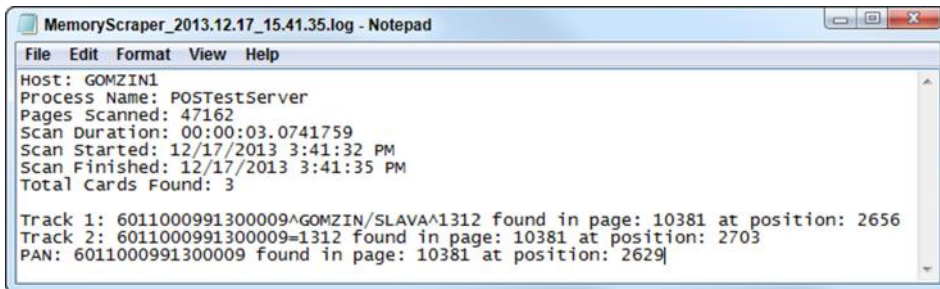 MemoryScraper_2013.12.17_15.41.35.log - Notepad
File Edit Format View Help
Host: GOMZIN1
Process Name: POSTestServer
Pages Scanned: 47162
Scan Duration: 00:00:03.0741759
Scan Started: 12/17/2013 3:41:32 PM
Scan Finished: 12/17/2013 3:41:35 PM
Total Cards Found: 3
Track 1: 6011000991300009^GOMZIN/SLAVA^1312 found in page: 10381 at position: 2656
Track 2: 6011000991300009=1312 found in page: 10381 at position: 2703
PAN: 6011000991300009 found in page: 10381 at position: 2629